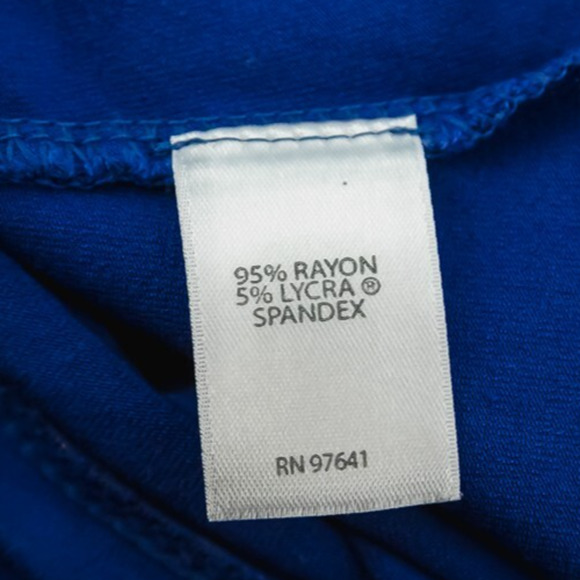 95% RAYON
5% LYCRA ®
SPANDEX
RN 97641